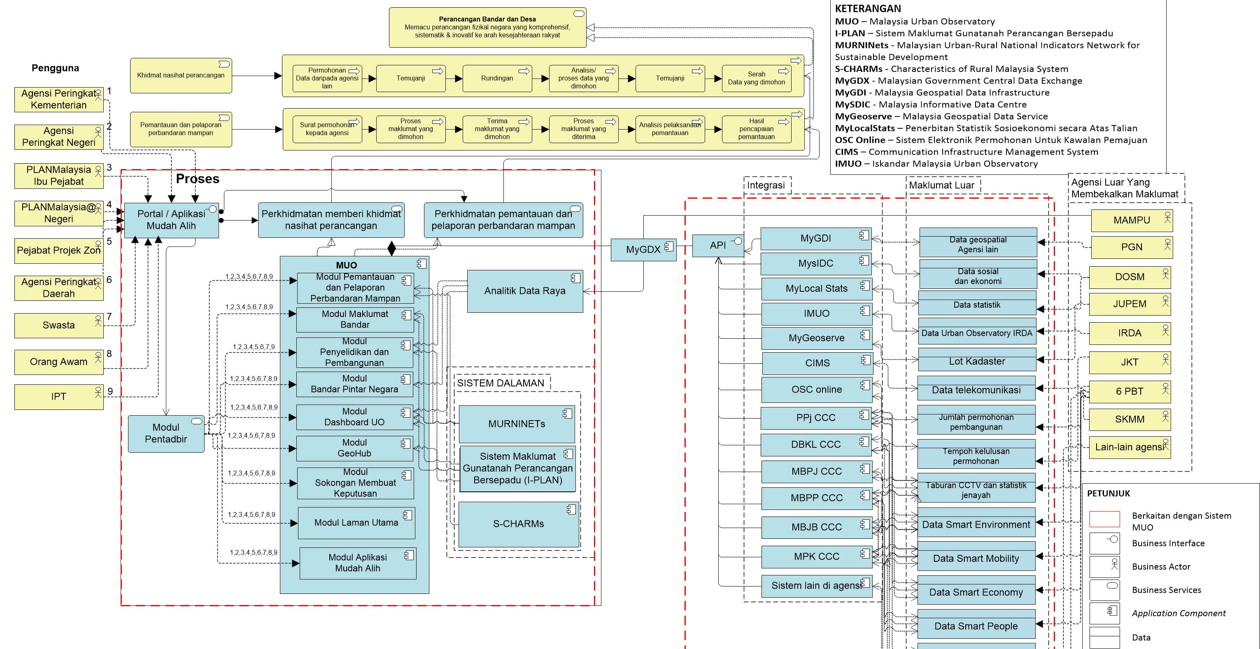 Perancangan Bandar dan Desa
Memacu perancangan fizikal negara yang komprehensif,
sistematik & inovatif ke arah kesejahteraan rakyat
KETERANGAN
MUO – Malaysia Urban Observatory
I-PLAN – Sistem Maklumat Gunatanah Perancangan Bersepadu
MURNINets - Malaysian Urban-Rural National Indicators Network for
Sustainable Development
S-CHARMs - Characteristics of Rural Malaysia System
MyGDX - Malaysian Government Central Data Exchange
MyGDI - Malaysia Geospatial Data Infrastructure
MySDIC - Malaysia Informative Data Centre
MyGeoserve - Malaysia Geospatial Data Service
MyLocalStats – Penerbitan Statistik Sosioekonomi secara Atas Talian
OSC Online – Sistem Elektronik Permohonan Untuk Kawalan Pemajuan
CIMS – Communication Infrastructure Management System
IMUO – Iskandar Malaysia Urban Observatory
Khidmat nasihat perancangan
Permohonan
Data daripada agensi
lain
Temujanji
Rundingan
Analisis/
proses data yang
dimohon
Temujanji
Serah
Data yang dimohon
Pemantauan dan pelaporan
perbandaran mampan
Surat permohonan
kepada agensi
Proses
maklumat yang
dimohon
Terima
maklumat yang
dimohon
Proses
maklumat yang
diterima
Analisis pelaksanaan
pemantauan
Hasil
pencapaian
pemantauan
Pengguna
Agensi Peringkat
Kementerian
1
Agensi
Peringkat Negeri
2
PLANMalaysia
Ibu Pejabat
3
PLANMalaysia@
Negeri
4
Pejabat Projek Zon
5
Agensi Peringkat
Daerah
6
Swasta
7
Orang Awam
8
IPT
9
Proses
Portal / Aplikasi
Mudah Alih
Perkhidmatan memberi khidmat
nasihat perancangan
Perkhidmatan pemantauan dan
pelaporan perbandaran mampan
Modul
Pentadbir
MUO
1,2,3,4,5,6,7,8,9
Modul Pemantauan
dan Pelaporan
Perbandaran Mampan
1,2,3,4,5,6,7,8,9
Modul Maklumat
Bandar
1,2,3,4,5,6,7,8,9
Modul
Penyelidikan dan
Pembangunan
1,2,3,4,5,6,7,8,9
Modul
Bandar Pintar Negara
1,2,3,4,5,6,7,8,9
Modul
Dashboard UO
1,2,3,4,5,6,7,8,9
Modul
GeoHub
1,2,3,4,5,6,7,8,9
Modul
Sokongan Membuat
Keputusan
1,2,3,4,5,6,7,8,9
Modul Laman Utama
1,2,3,4,5,6,7,8,9
Modul Aplikasi
Mudah Alih
Analitik Data Raya
SISTEM DALAMAN
MURNINETs
Sistem Maklumat
Gunatanah Perancangan
Bersepadu (I-PLAN)
S-CHARMs
MyGDX
API
Integrasi
MyGDI
MysIDC
MyLocal Stats
IMUO
MyGeoserve
CIMS
OSC online
PPj CCC
DBKL CCC
MBPJ CCC
MBPP CCC
MBJB CCC
MPK CCC
Sistem lain di agensi
Maklumat Luar
Data geospatial
Agensi lain
Data sosial
dan ekonomi
Data statistik
Data Urban Observatory IRDA
Lot Kadaster
Data telekomunikasi
Jumlah permohonan
pembangunan
Tempoh kelulusan
permohonan
Taburan CCTV dan statistik
jenayah
Data Smart Environment
Data Smart Mobility
Data Smart Economy
Data Smart People
Agensi Luar Yang
Membekalkan Maklumat
MAMPU
PGN
DOSM
JUPEM
IRDA
JKT
6 PBT
SKMM
Lain-lain agensi
PETUNJUK
Berkaitan dengan Sistem
MUO
Business Interface
Business Actor
Business Services
Application Component
Data